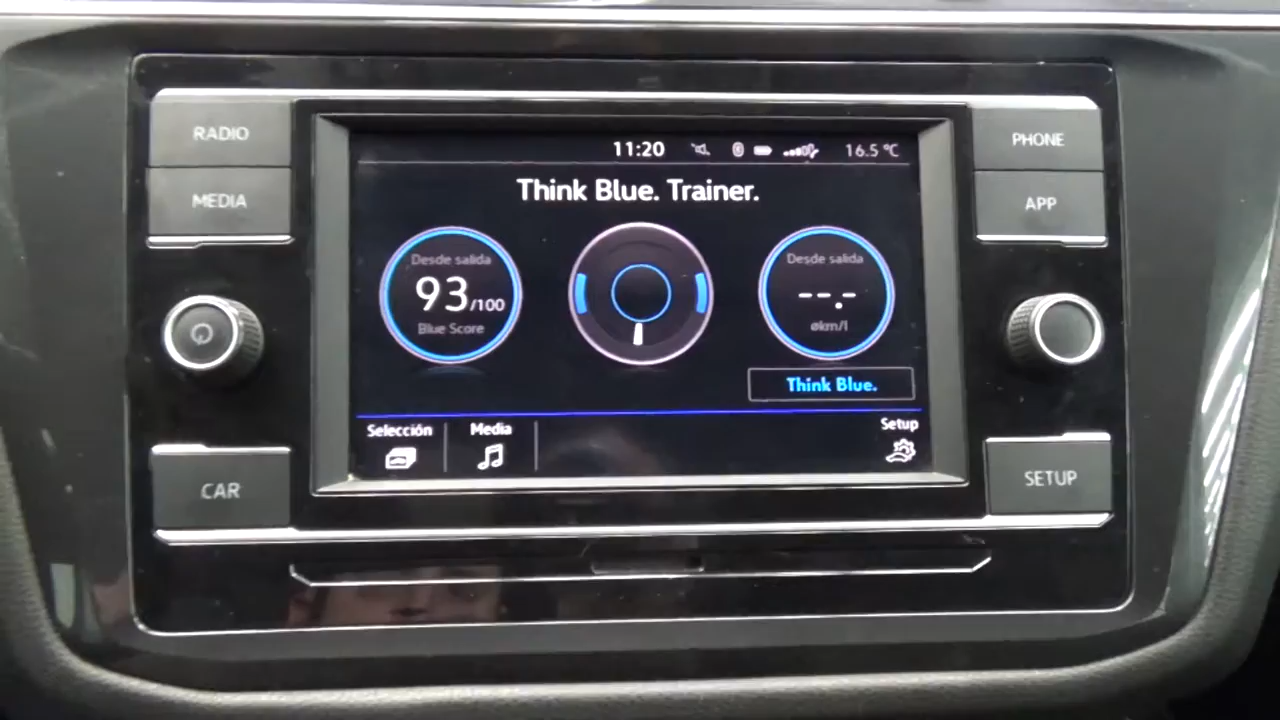 RADIO
MEDIA
CAR
11:20
16.5 °C
Think Blue. Trainer.
Desde salida
93/100
Blue Score
Desde salida
--.-
økm/l
Think Blue.
Selección
Media
Setup
PHONE
APP
SETUP